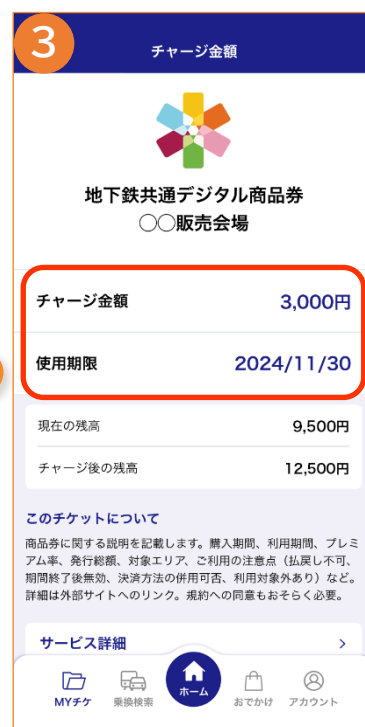 3
チャージ金額
地下鉄共通デジタル商品券
○○販売会場
チャージ金額 3,000円
使用期限 2024/11/30
現在の残高 9,500円
チャージ後の残高 12,500円
このチケットについて
商品券に関する説明を記載します。購入期間、利用期間、プレミ
アム率、発行総額、対象エリア、ご利用の注意点（払戻し不可、
期間終了後無効、決済方法の併用可否、利用対象外あり）など。
詳細は外部サイトへのリンク。規約への同意もおそらく必要。
サービス詳細 >
MYチケ 乗換検索 ホーム おでかけ アカウント